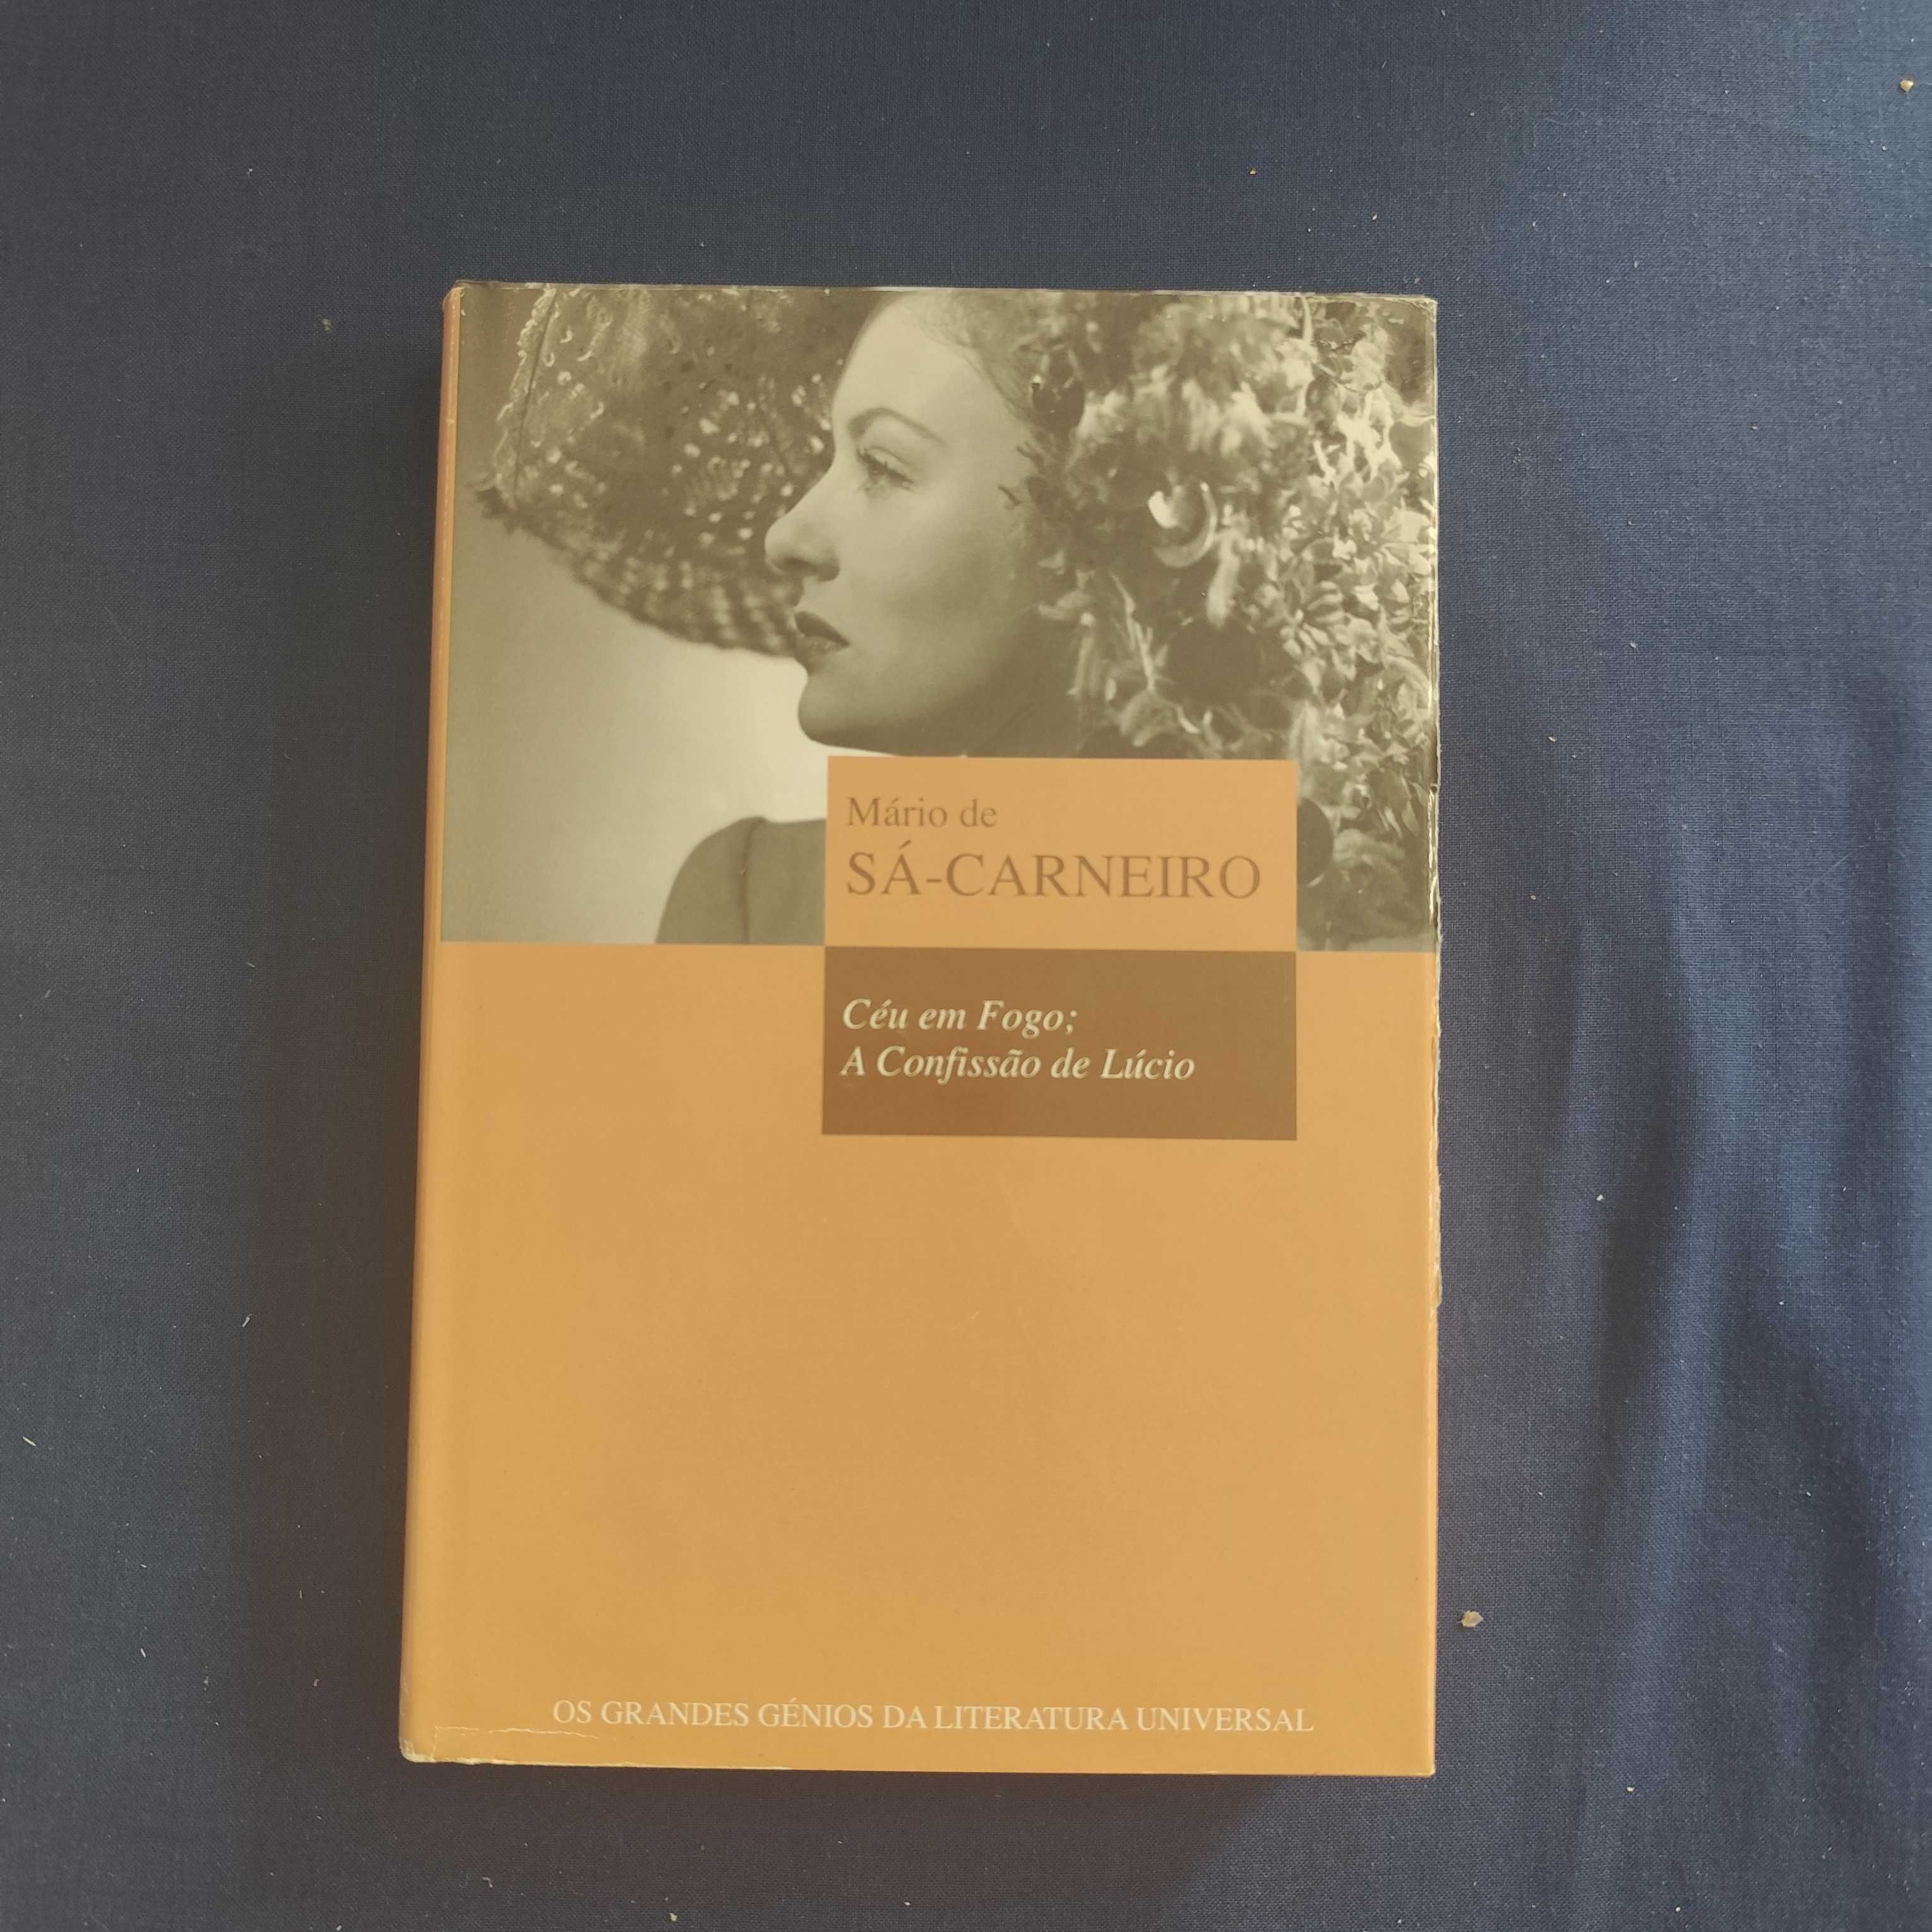 Mário de
SÁ-CARNEIRO
Céu em Fogo;
A Confissão de Lúcio
OS GRANDES GÉNIOS DA LITERATURA UNIVERSAL